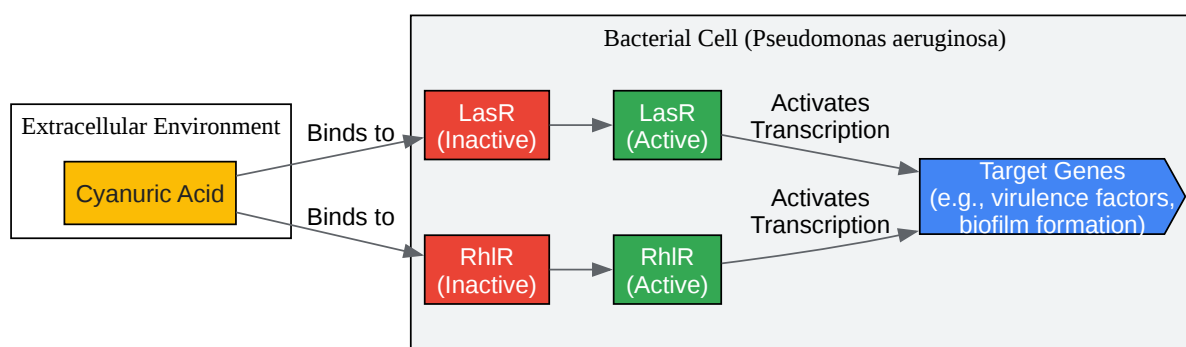 Bacterial Cell (Pseudomonas aeruginosa)
Extracellular Environment
Cyanuric Acid
Binds to
Binds to
LasR
(Inactive)
LasR
(Active)
Activates
Transcription
RhlR
(Inactive)
RhlR
(Active)
Activates
Transcription
Target Genes
(e.g., virulence factors,
biofilm formation)